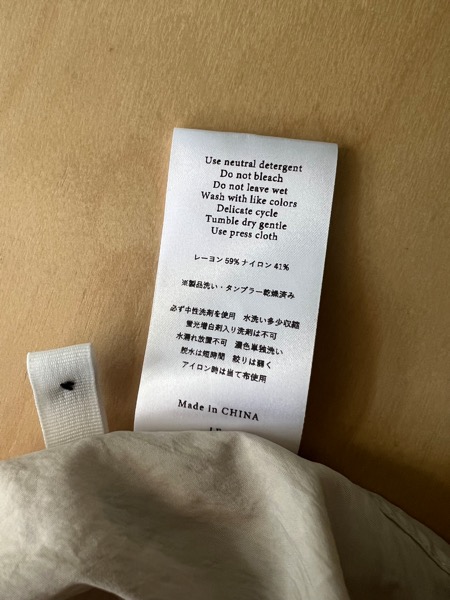 Use neutral detergent
Do not bleach
Do not leave wet
Wash with like colors
Delicate cycle
Tumble dry gentle
Use press cloth
レーヨン 59% ナイロン 41%
※製品洗い・タンブラー乾燥済み
必ず中性洗剤を使用 水洗い多少収縮
蛍光増白剤入り洗剤は不可
水濡れ放置不可 濃色単独洗い
脱水は短時間 絞りは弱く
アイロン時は当て布使用
Made in CHINA